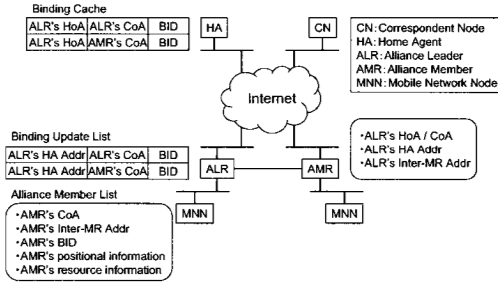 Binding Cache
ALR's HoA ALR's CoA BID
ALR's HoA AMR's CoA BID
HA
CN
CN: Correspondent Node
HA: Home Agent
ALR: Alliance Leader
AMR: Alliance Member
MNN: Mobile Network Node
Internet
Binding Update List
ALR's HA Addr ALR's CoA BID
ALR's HA Addr AMR's CoA BID
ALR
AMR
・ALR's HoA / CoA
・ALR's HA Addr
・ALR's Inter-MR Addr
Alliance Member List
・AMR's CoA
・AMR's Inter-MR Addr
・AMR's BID
・AMR's positional information
・AMR's resource information
MNN
MNN